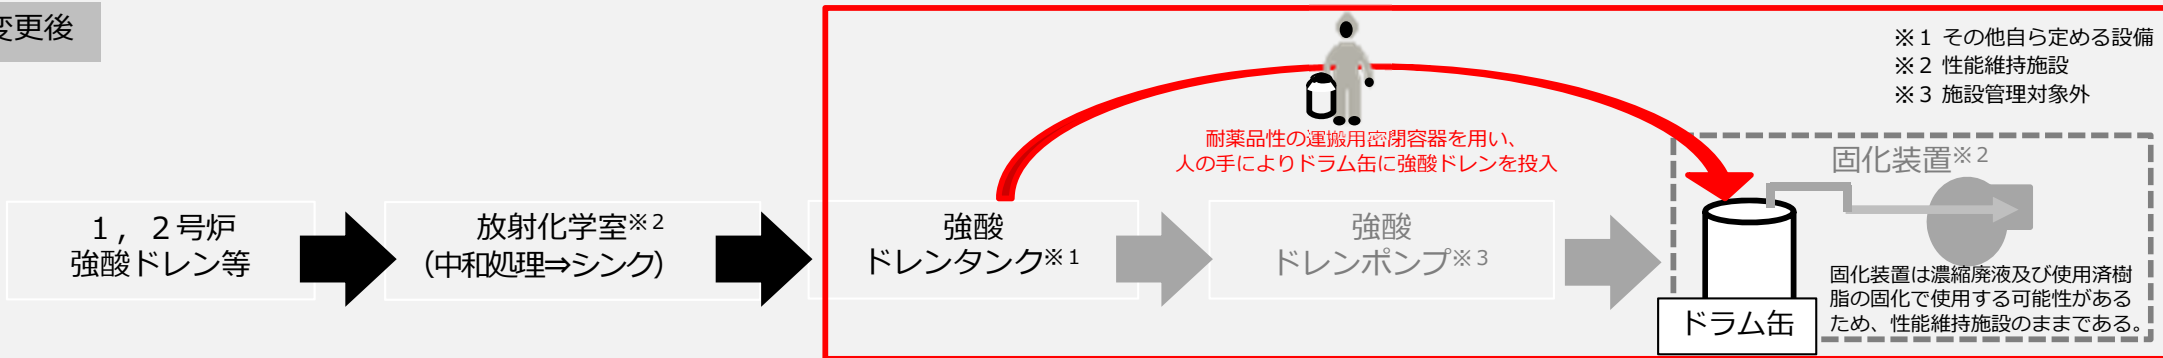 変更後
※1 その他自ら定める設備
※2 性能維持施設
※3 施設管理対象外
耐薬品性の運搬用密閉容器を用い、
人の手によりドラム缶に強酸ドレンを投入
1，2号炉
強酸ドレン等
放射化学室※2
（中和処理⇒シンク）
強酸
ドレンタンク※1
強酸
ドレンポンプ※3
固化装置※2
ドラム缶
固化装置は濃縮廃液及び使用済樹
脂の固化で使用する可能性がある
ため、性能維持施設のままである。